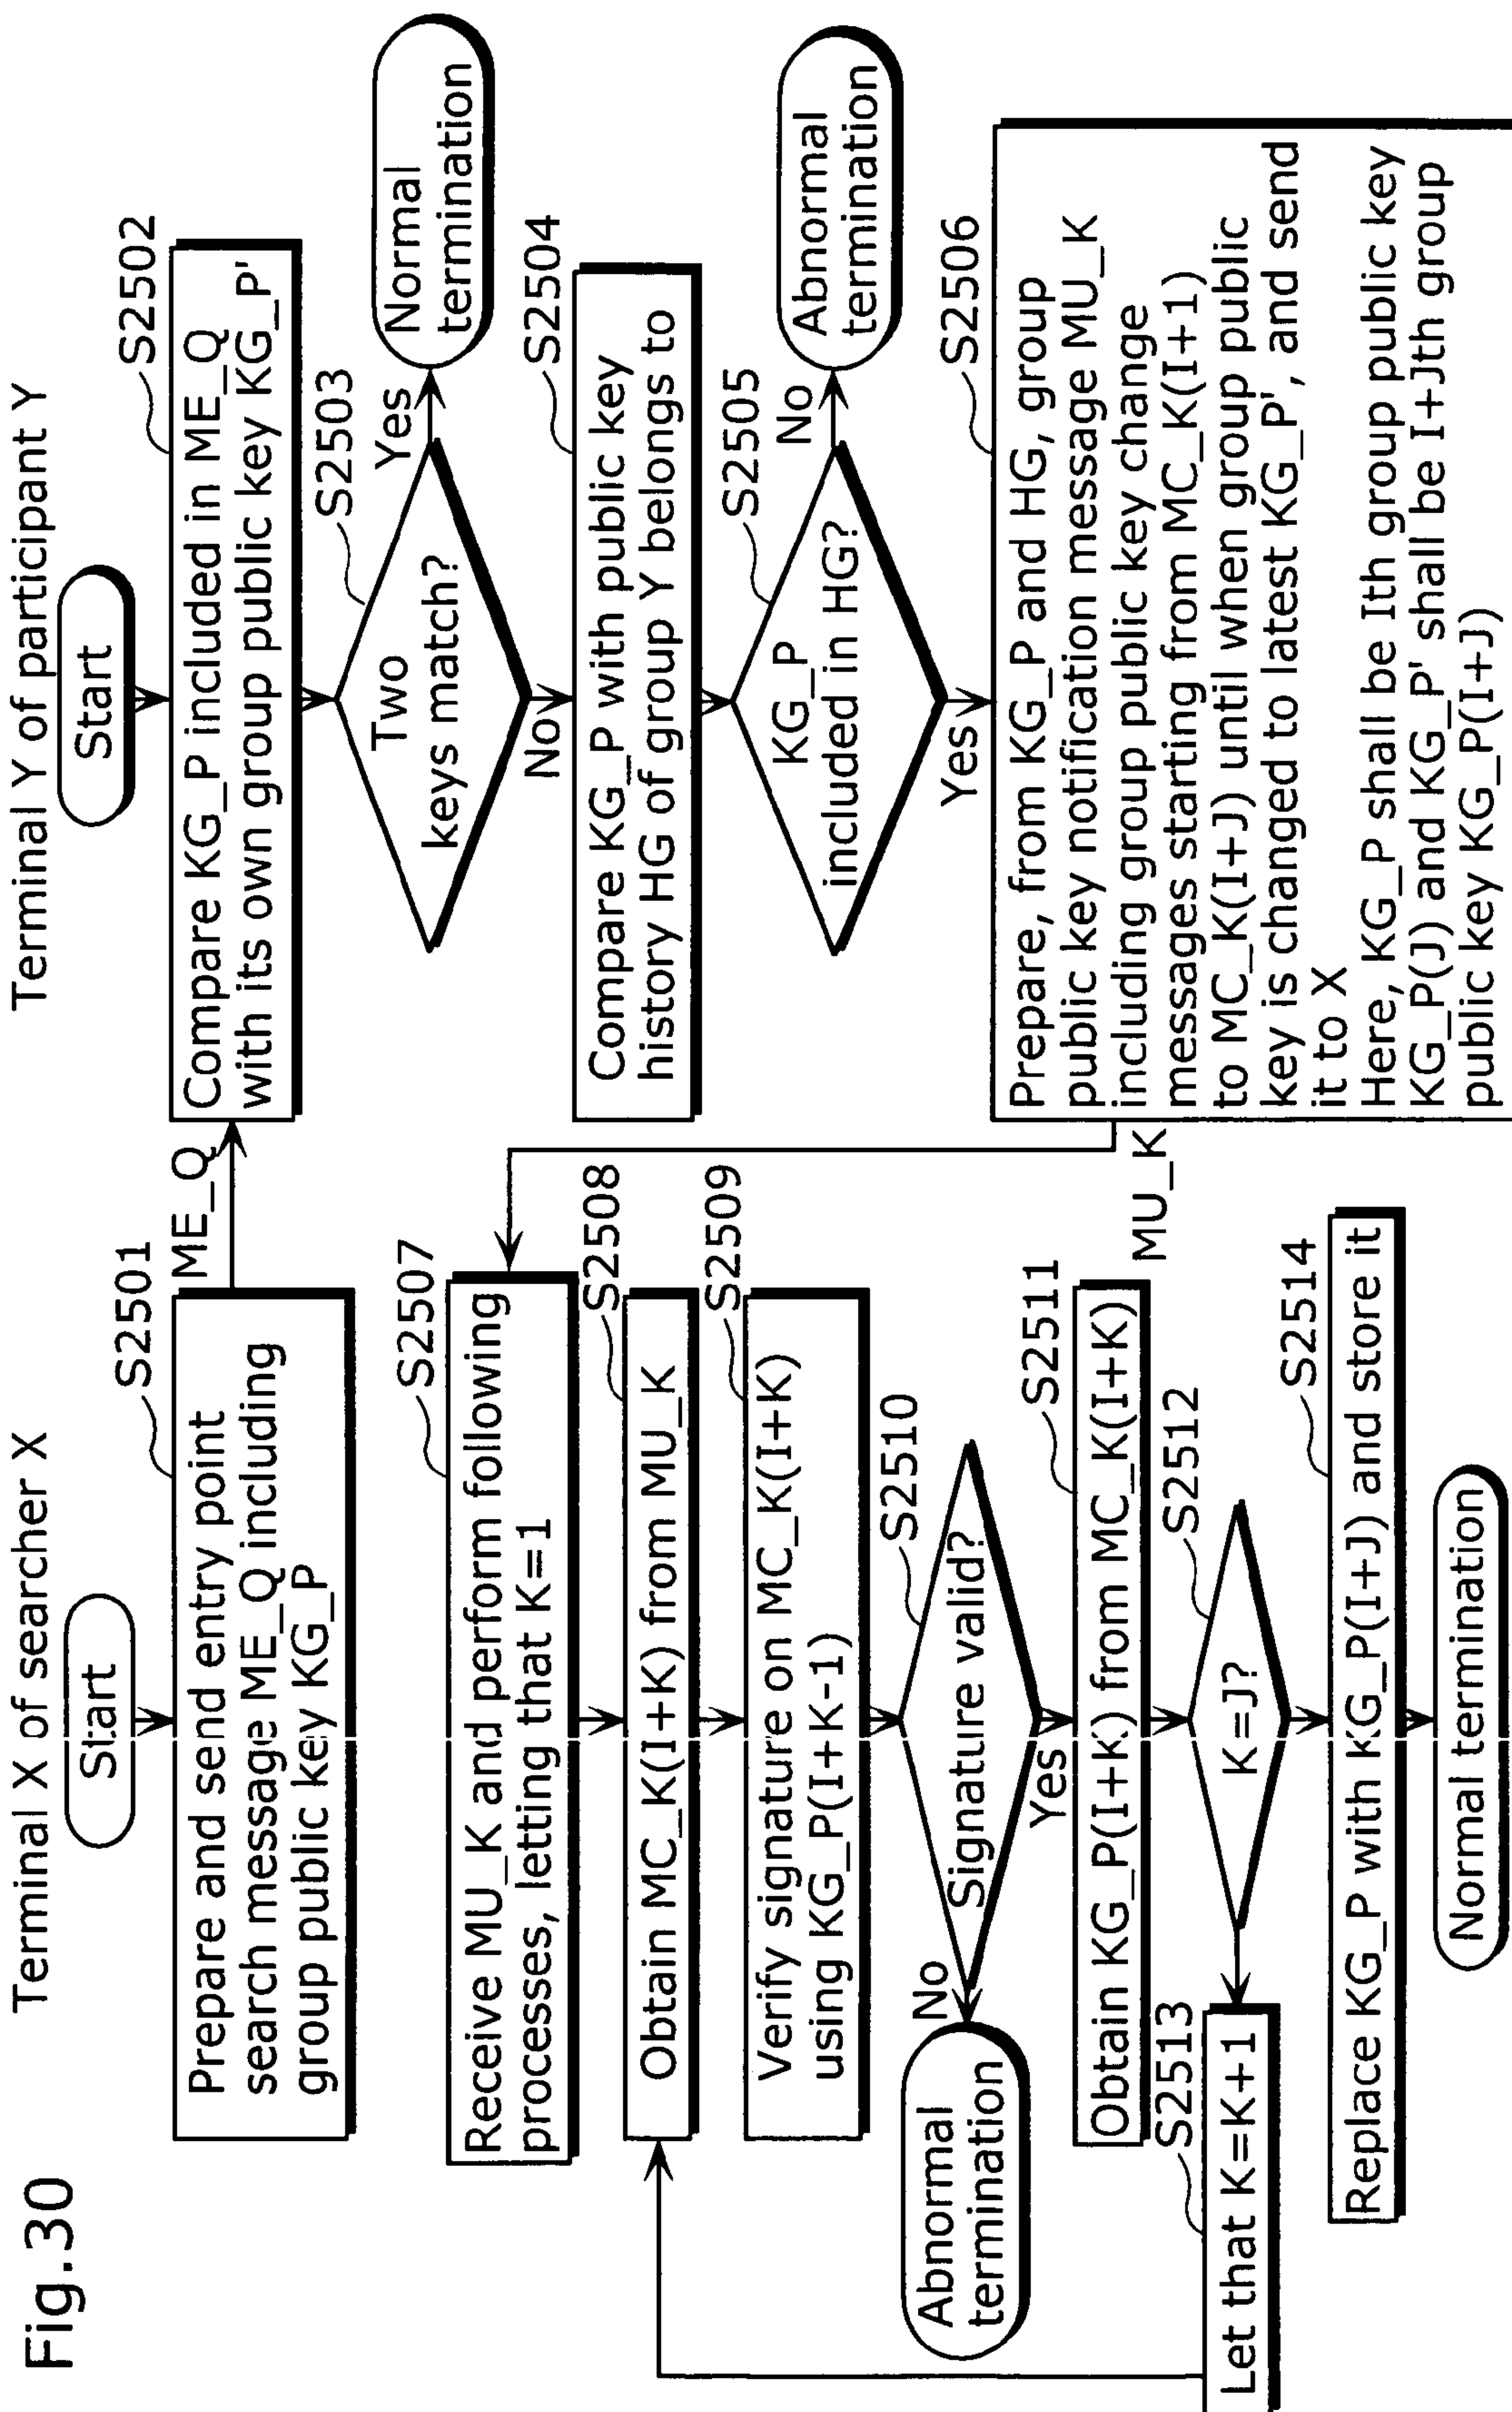 Fig.30
Terminal X of searcher X
Start
S2501
Prepare and send entry point
search message ME_Q including
group public key KG_P
ME_Q
S2507
Receive MU_K and perform following
processes, letting that K=1
S2508
Obtain MC_K(I+K) from MU_K
S2509
Verify signature on MC_K(I+K)
using KG_P(I+K-1)
S2510
Signature valid?
No
Abnormal
termination
Yes
S2511
Obtain KG_P(I+K) from MC_K(I+K)
S2512
K=J?
S2513
Let that K=K+1
S2514
Replace KG_P with KG_P(I+J) and store it
Normal termination
Terminal Y of participant Y
Start
S2502
Compare KG_P included in ME_Q
with its own group public key KG_P'
S2503
Two
keys match?
Yes
Normal
termination
No
S2504
Compare KG_P with public key
history HG of group Y belongs to
S2505
KG_P
included in HG?
No
Abnormal
termination
Yes
S2506
Prepare, from KG_P and HG, group
public key notification message MU_K
including group public key change
messages starting from MC_K(I+1)
to MC_K(I+J) until when group public
key is changed to latest KG_P', and send
it to X
Here, KG_P shall be Ith group public key
KG_P(J) and KG_P' shall be I+Jth group
public key KG_P(I+J)
MU_K